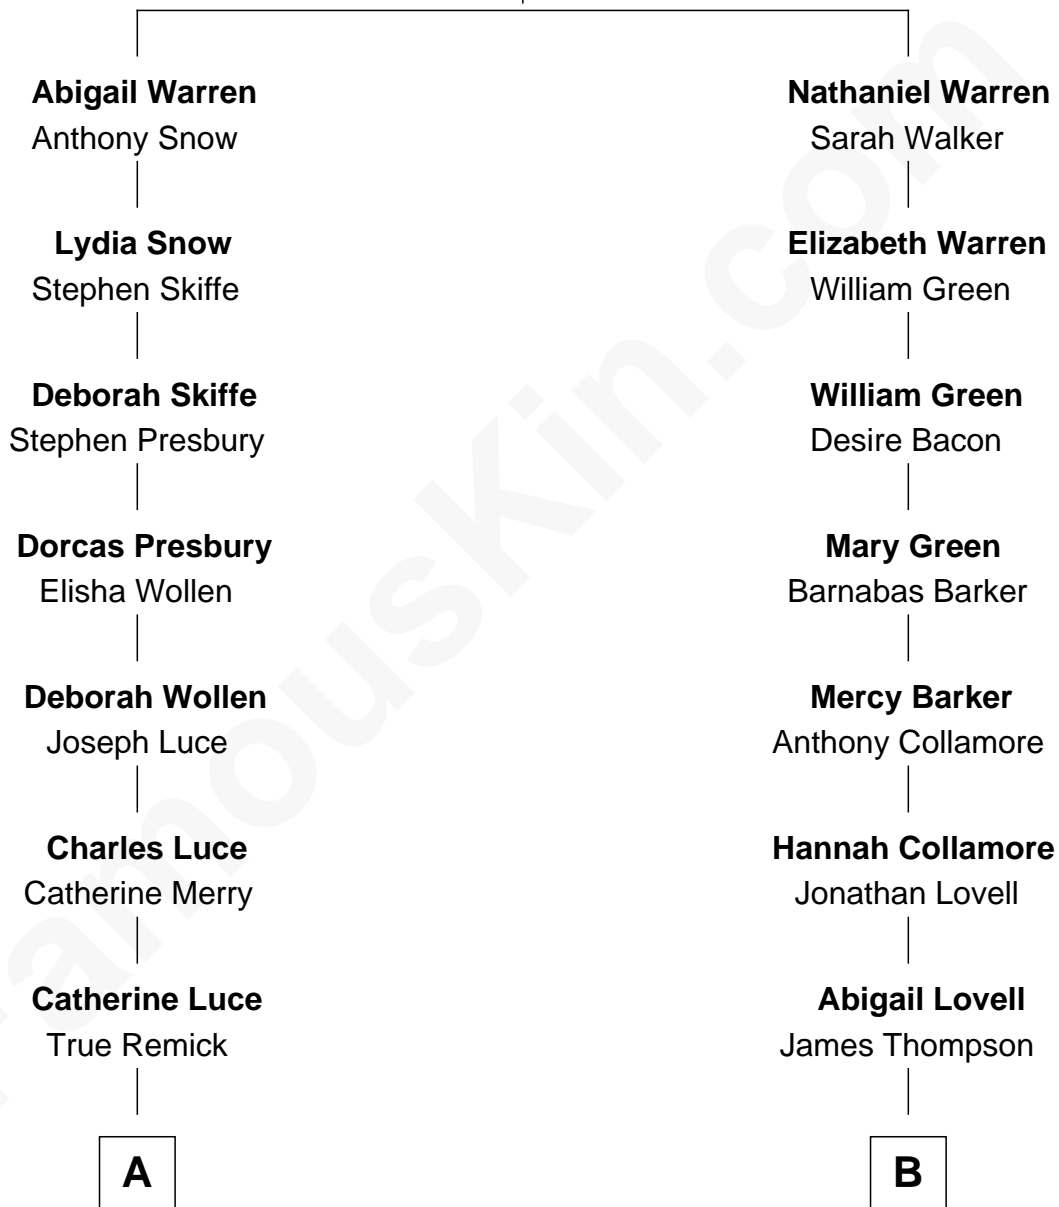 Abigail Warren
Anthony Snow
Nathaniel Warren
Sarah Walker
Lydia Snow
Stephen Skiffe
Elizabeth Warren
William Green
Deborah Skiffe
Stephen Presbury
William Green
Desire Bacon
Dorcas Presbury
Elisha Wollen
Mary Green
Barnabas Barker
Deborah Wollen
Joseph Luce
Mercy Barker
Anthony Collamore
Charles Luce
Catherine Merry
Hannah Collamore
Jonathan Lovell
Catherine Luce
True Remick
Abigail Lovell
James Thompson
A
B
FamousKin.com